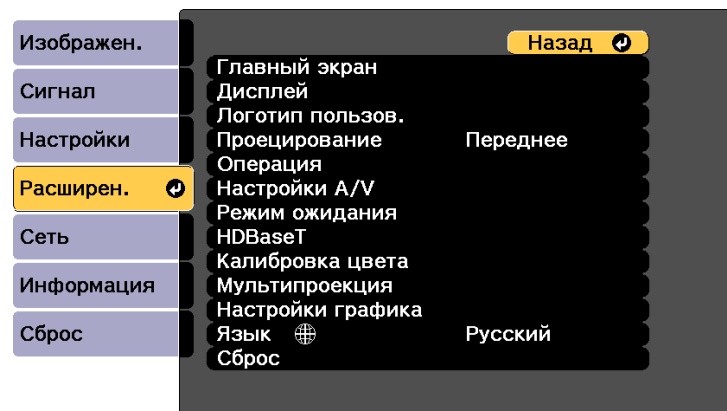 Изображен.
Сигнал
Настройки
Расширен.
Сеть
Информация
Сброс
Назад
Главный экран
Дисплей
Логотип пользов.
Проецирование Переднее
Операция
Настройки A/V
Режим ожидания
HDBaseT
Калибровка цвета
Мультипроекция
Настройки графика
Язык Русский
Сброс